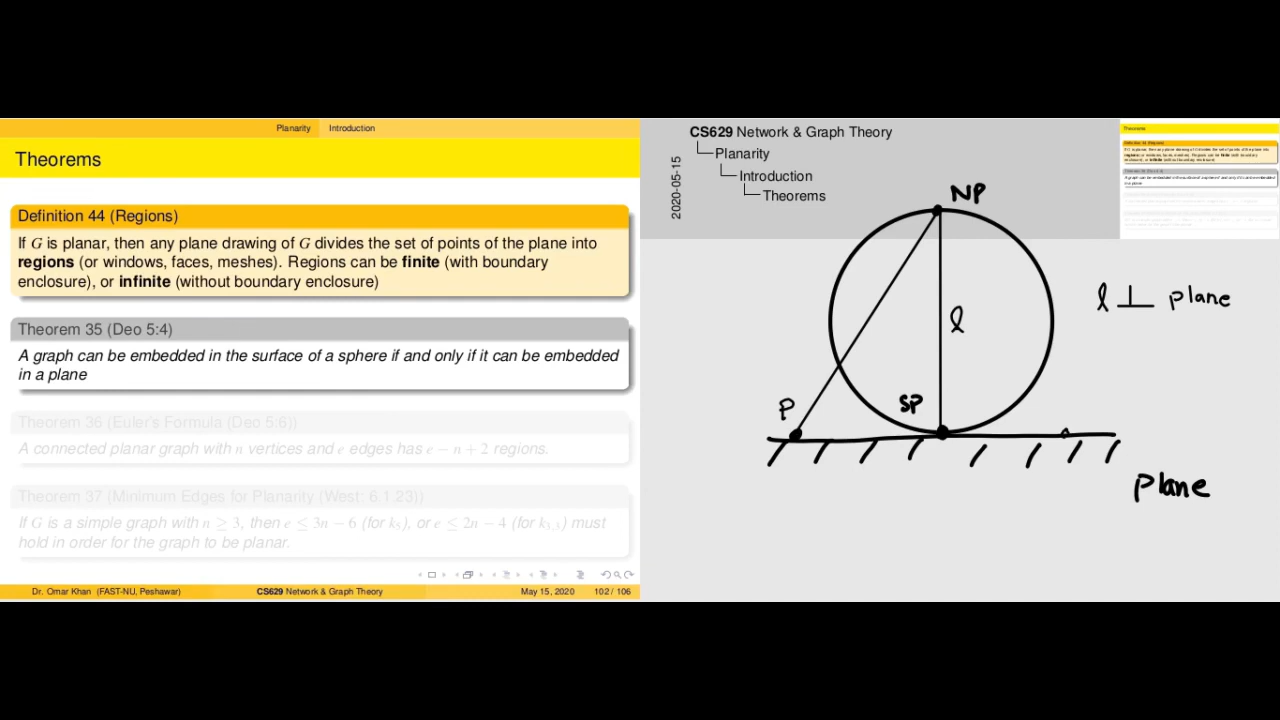 Planarity Introduction
Theorems
Definition 44 (Regions)
If G is planar, then any plane drawing of G divides the set of points of the plane into
regions (or windows, faces, meshes). Regions can be finite (with boundary
enclosure), or infinite (without boundary enclosure)
Theorem 35 (Deo 5:4)
A graph can be embedded in the surface of a sphere if and only if it can be embedded
in a plane
Theorem 36 (Euler's Formula (Deo 5:6))
A connected planar graph with n vertices and e edges has e − n + 2 regions.
Theorem 37 (Minimum Edges for Planarity (West: 6.1.23))
If G is a simple graph with n ≥ 3, then e ≤ 3n − 6 (for k₅), or e ≤ 2n − 4 (for k₃,₃) must
hold in order for the graph to be planar.
Dr. Omar Khan (FAST-NU, Peshawar) CS629 Network & Graph Theory May 15, 2020 102 / 106
CS629 Network & Graph Theory
Planarity
Introduction
Theorems
2020-05-15
NP
l
l ⊥ plane
P
SP
plane
Theorems